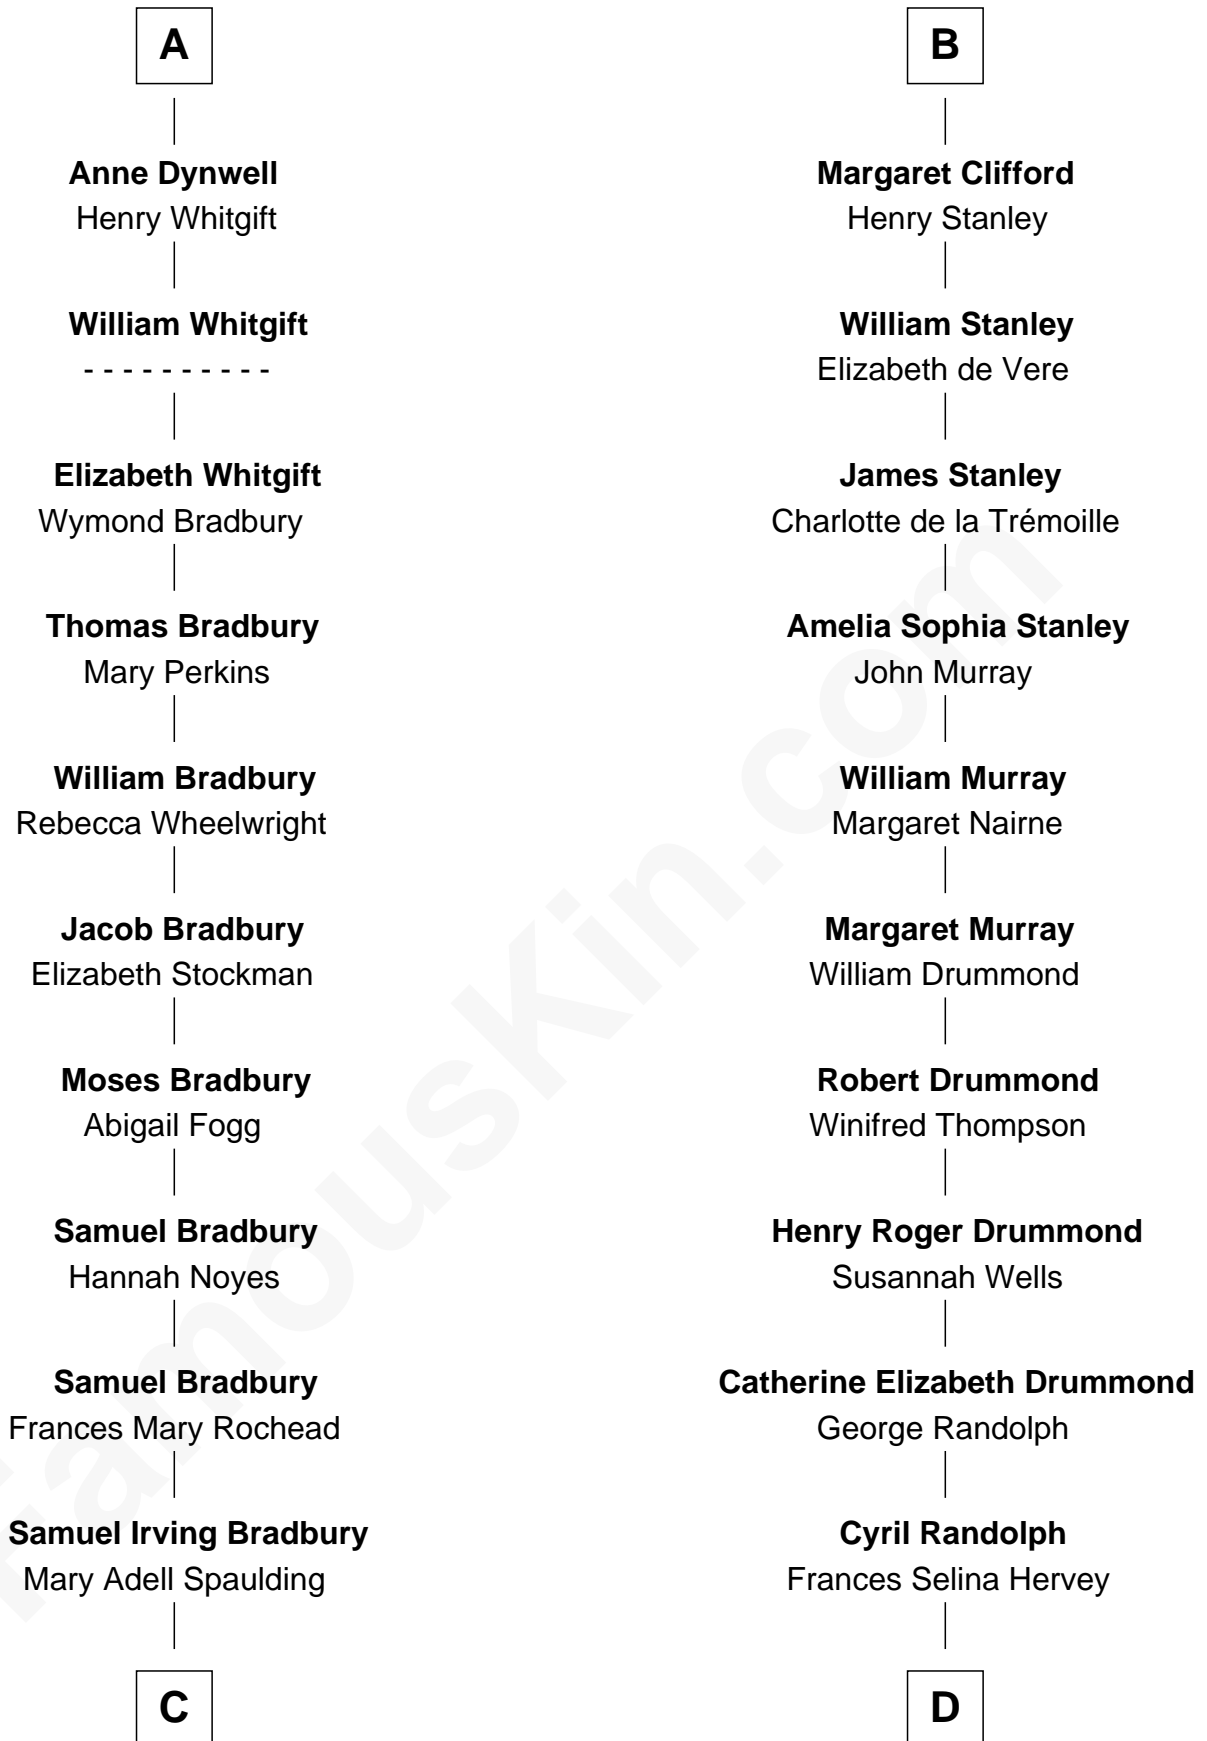 A
Anne Dynwell
Henry Whitgift
William Whitgift
- - - - - - - - - -
Elizabeth Whitgift
Wymond Bradbury
Thomas Bradbury
Mary Perkins
William Bradbury
Rebecca Wheelwright
Jacob Bradbury
Elizabeth Stockman
Moses Bradbury
Abigail Fogg
Samuel Bradbury
Hannah Noyes
Samuel Bradbury
Frances Mary Rochead
Samuel Irving Bradbury
Mary Adell Spaulding
C
B
Margaret Clifford
Henry Stanley
William Stanley
Elizabeth de Vere
James Stanley
Charlotte de la Trémoille
Amelia Sophia Stanley
John Murray
William Murray
Margaret Nairne
Margaret Murray
William Drummond
Robert Drummond
Winifred Thompson
Henry Roger Drummond
Susannah Wells
Catherine Elizabeth Drummond
George Randolph
Cyril Randolph
Frances Selina Hervey
D
FamousKin.com